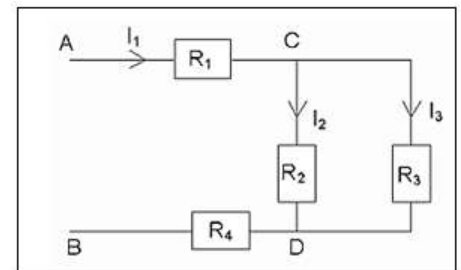 A I₁ R₁ C
I₂ I₃
R₂ R₃
B R₄ D